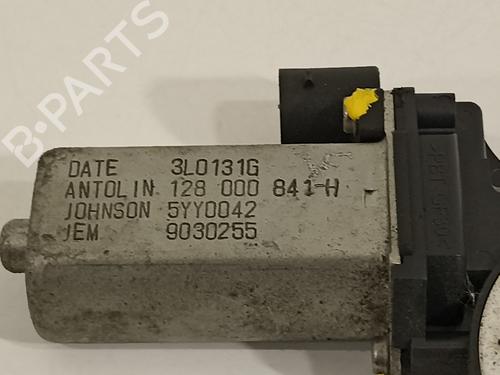 B-PARTS
DATE 3L0131G
ANTOLIN 128 000 841-H
JOHNSON 5YY0042
JEM 9030255